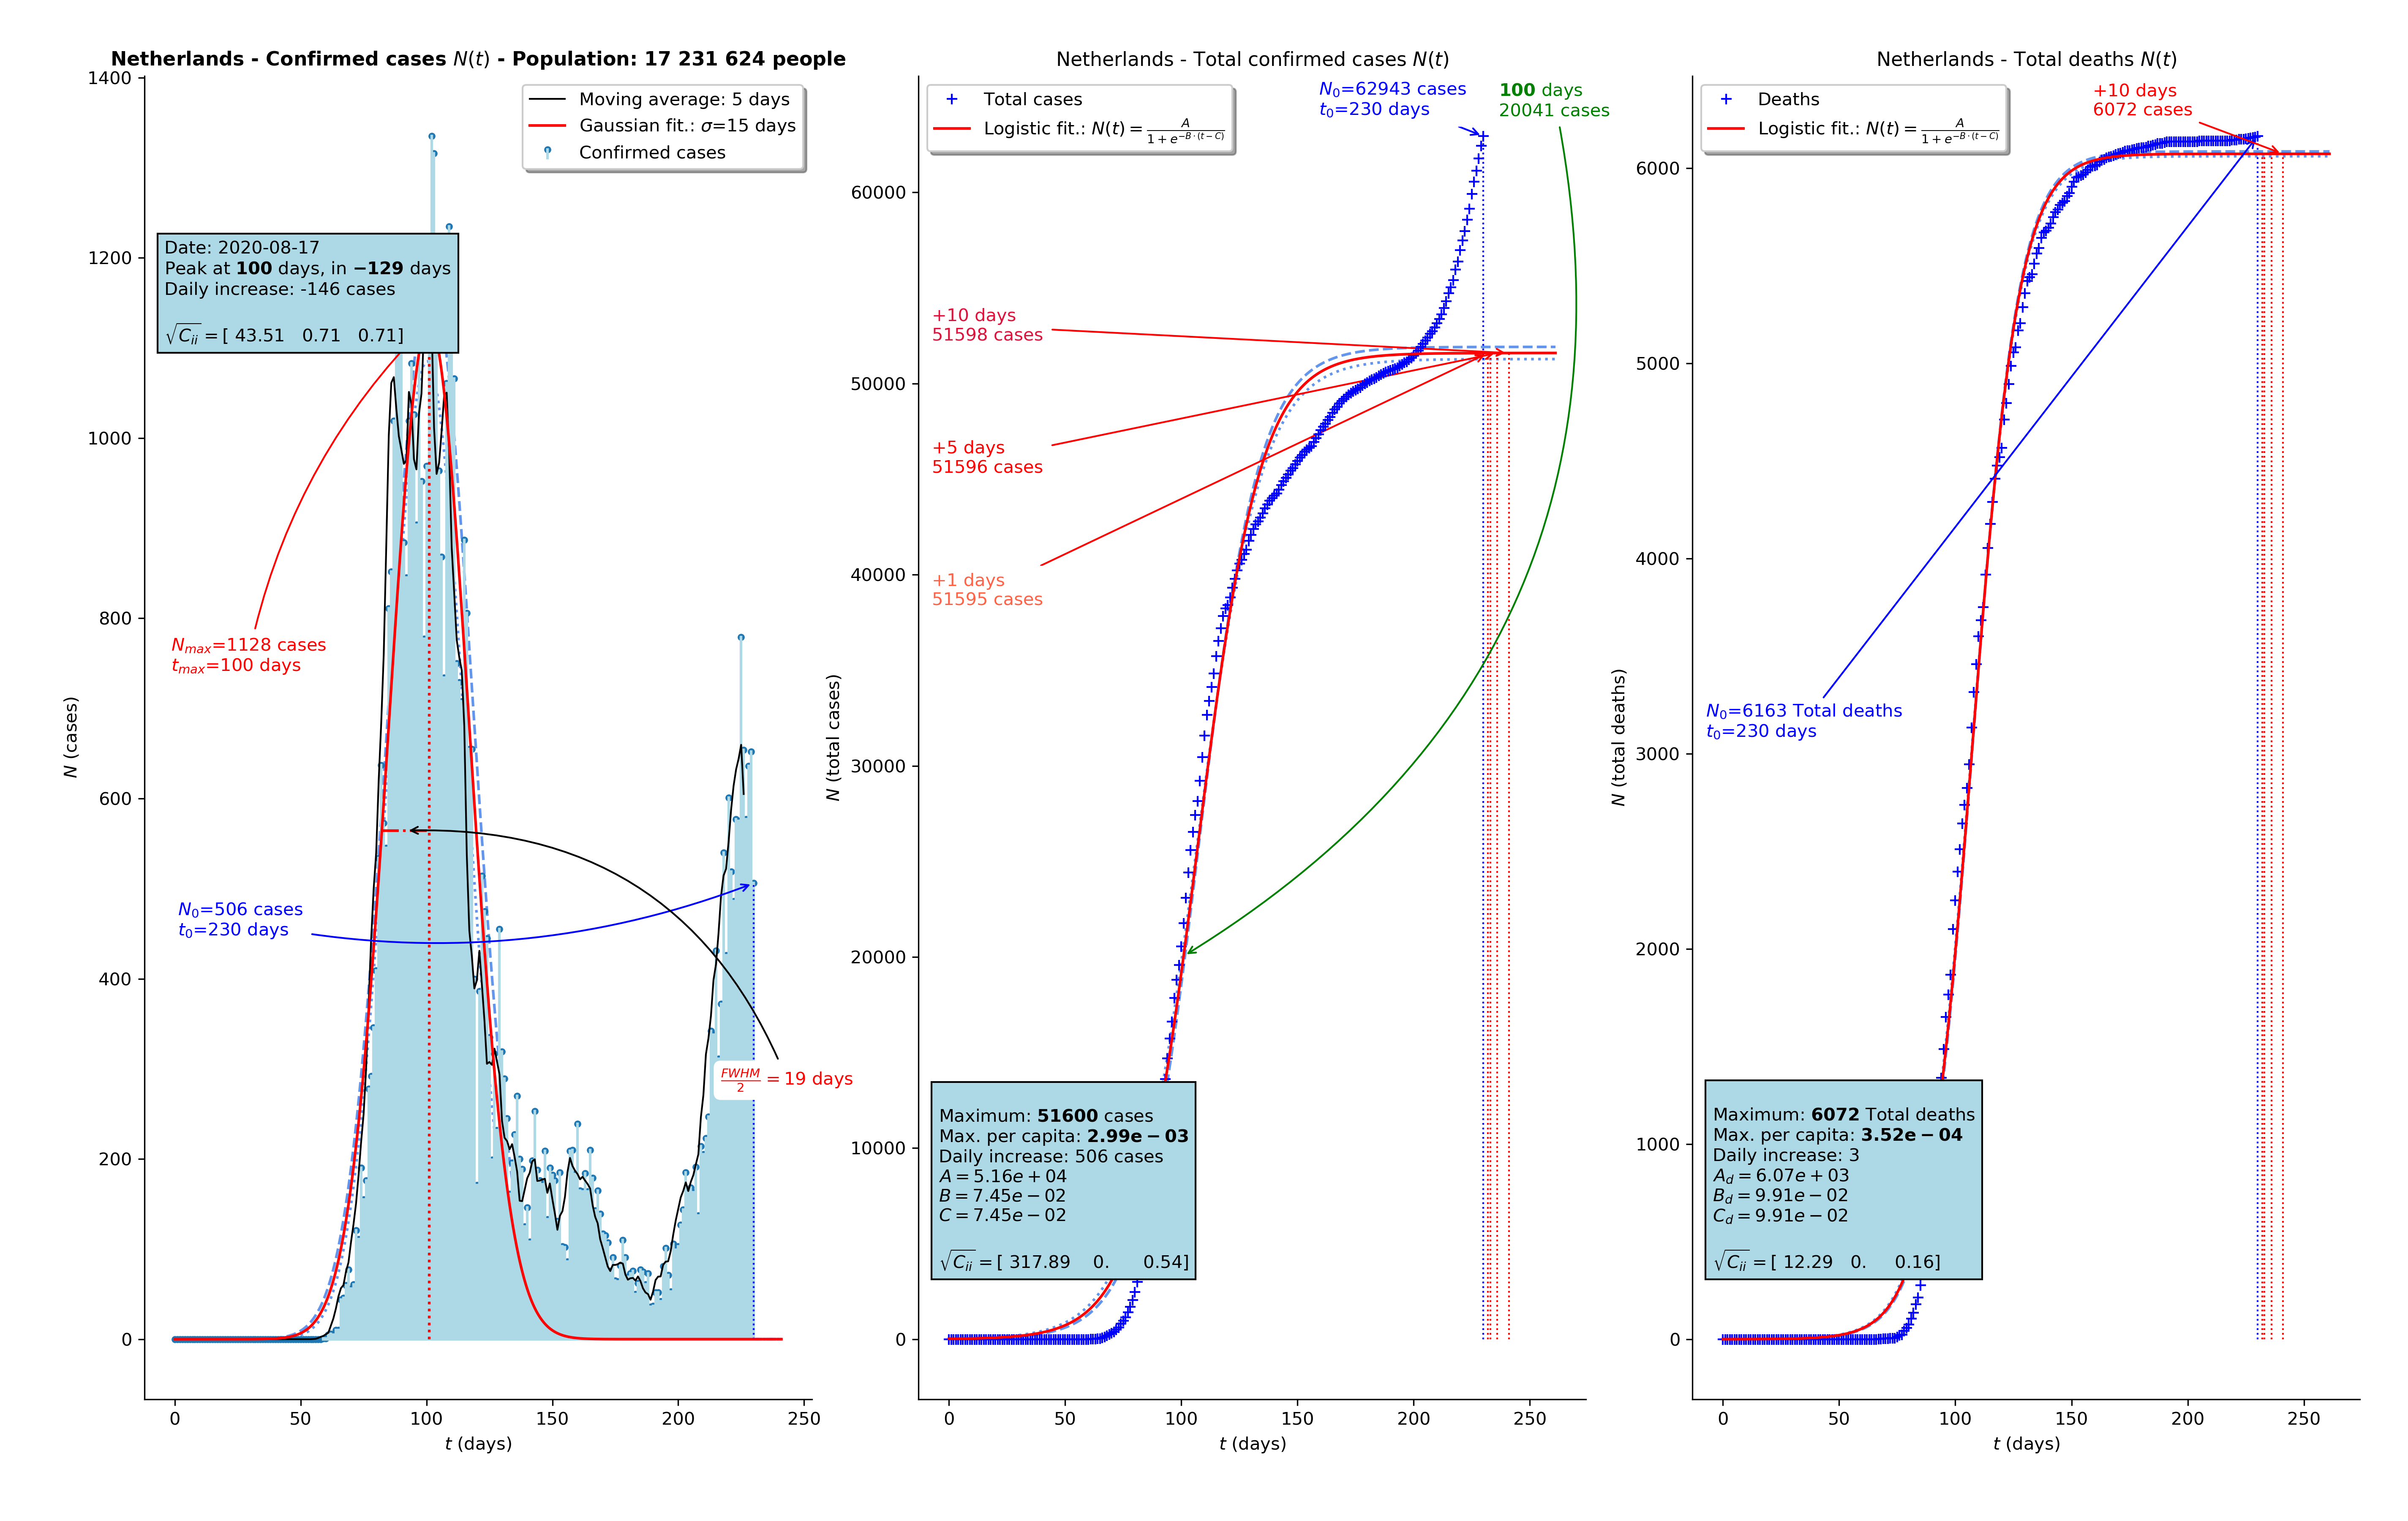 Netherlands - Confirmed cases N(t) - Population: 17 231 624 people
Moving average: 5 days
Gaussian fit.: σ=15 days
Confirmed cases
Date: 2020-08-17
Peak at 100 days, in −129 days
Daily increase: -146 cases
√Cii = [ 43.51 0.71 0.71]
Nmax=1128 cases
tmax=100 days
N0=506 cases
t0=230 days
FWHM/2 = 19 days
N (cases)
1400
1200
1000
800
600
400
200
0
0 50 100 150 200 250
t (days)
Netherlands - Total confirmed cases N(t)
Total cases
Logistic fit.: N(t) = A/(1 + e^(−B·(t−C)))
N0=62943 cases
t0=230 days
100 days
20041 cases
+10 days
51598 cases
+5 days
51596 cases
+1 days
51595 cases
Maximum: 51600 cases
Max. per capita: 2.99e − 03
Daily increase: 506 cases
A = 5.16e + 04
B = 7.45e − 02
C = 7.45e − 02
√Cii = [ 317.89 0. 0.54]
N (total cases)
60000
50000
40000
30000
20000
10000
0
0 50 100 150 200 250
t (days)
Netherlands - Total deaths N(t)
Deaths
Logistic fit.: N(t) = A/(1 + e^(−B·(t−C)))
+10 days
6072 cases
N0=6163 Total deaths
t0=230 days
Maximum: 6072 Total deaths
Max. per capita: 3.52e − 04
Daily increase: 3
Ad = 6.07e + 03
Bd = 9.91e − 02
Cd = 9.91e − 02
√Cii = [ 12.29 0. 0.16]
N (total deaths)
6000
5000
4000
3000
2000
1000
0
0 50 100 150 200 250
t (days)